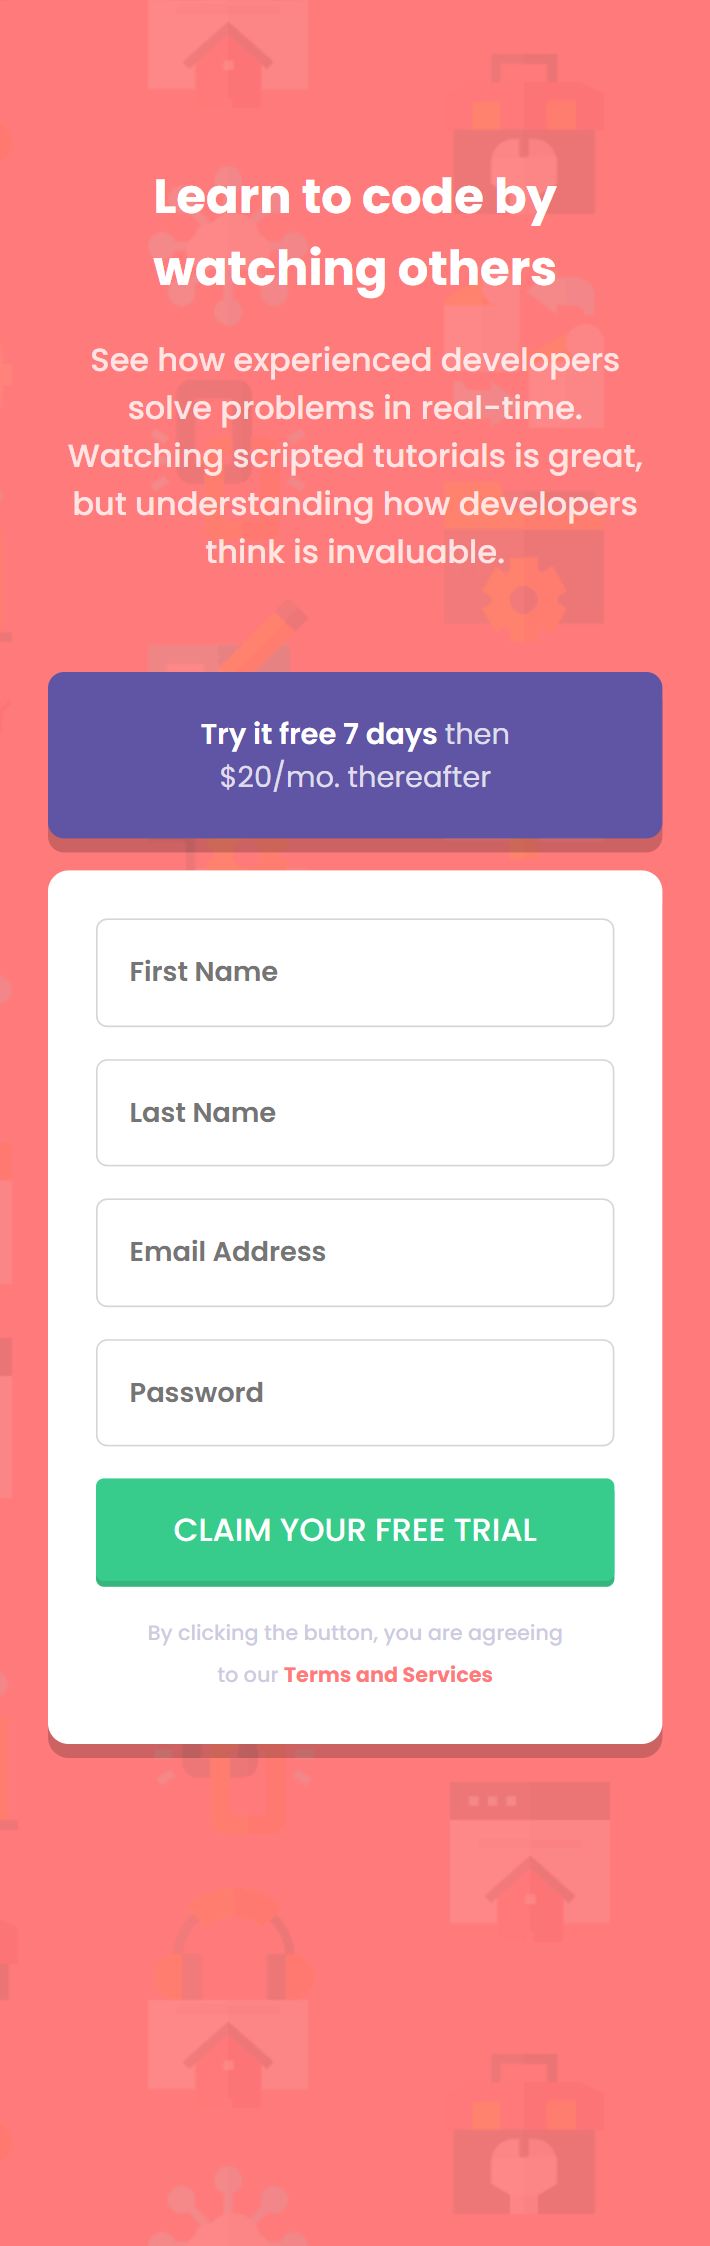 Learn to code by
watching others
See how experienced developers
solve problems in real-time.
Watching scripted tutorials is great,
but understanding how developers
think is invaluable.
Try it free 7 days then
$20/mo. thereafter
First Name
Last Name
Email Address
Password
CLAIM YOUR FREE TRIAL
By clicking the button, you are agreeing
to our Terms and Services